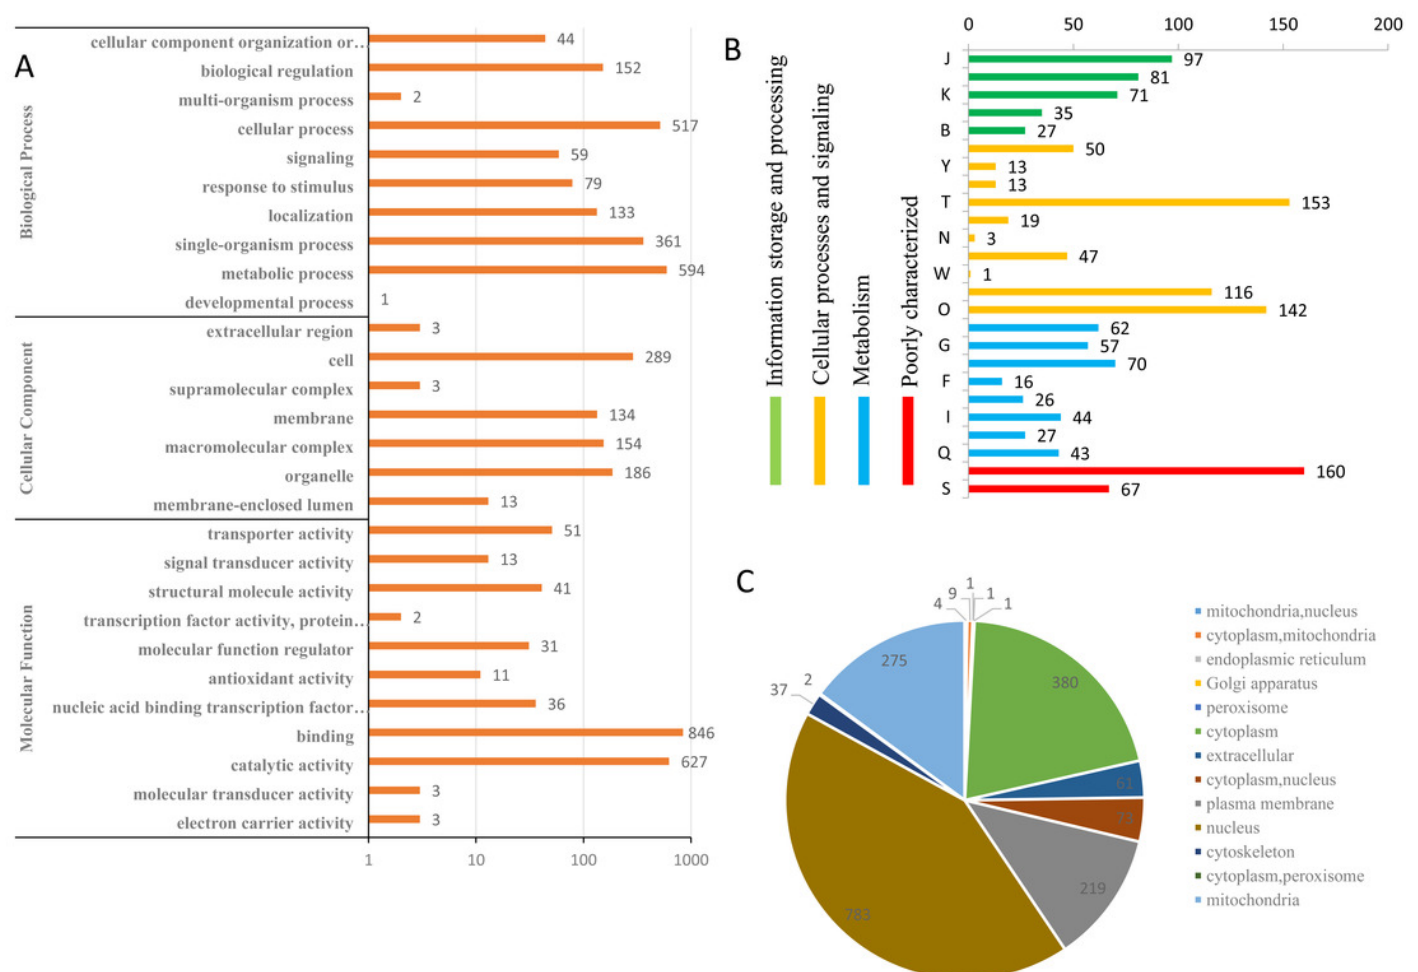 A
Biological Process
cellular component organization or… 44
biological regulation 152
multi-organism process 2
cellular process 517
signaling 59
response to stimulus 79
localization 133
single-organism process 361
metabolic process 594
developmental process 1
Cellular Component
extracellular region 3
cell 289
supramolecular complex 3
membrane 134
macromolecular complex 154
organelle 186
membrane-enclosed lumen 13
Molecular Function
transporter activity 51
signal transducer activity 13
structural molecule activity 41
transcription factor activity, protein… 2
molecular function regulator 31
antioxidant activity 11
nucleic acid binding transcription factor… 36
binding 846
catalytic activity 627
molecular transducer activity 3
electron carrier activity 3
1 10 100 1000
B
Information storage and processing
Cellular processes and signaling
Metabolism
Poorly characterized
0 50 100 150 200
J 97
81
K 71
35
B 27
50
Y 13
13
T 153
19
N 3
47
W 1
116
O 142
62
G 57
70
F 16
26
I 44
27
Q 43
160
S 67
C
4 9 1 1 1
380
61
73
219
783
37
2
275
mitochondria,nucleus
cytoplasm,mitochondria
endoplasmic reticulum
Golgi apparatus
peroxisome
cytoplasm
extracellular
cytoplasm,nucleus
plasma membrane
nucleus
cytoskeleton
cytoplasm,peroxisome
mitochondria